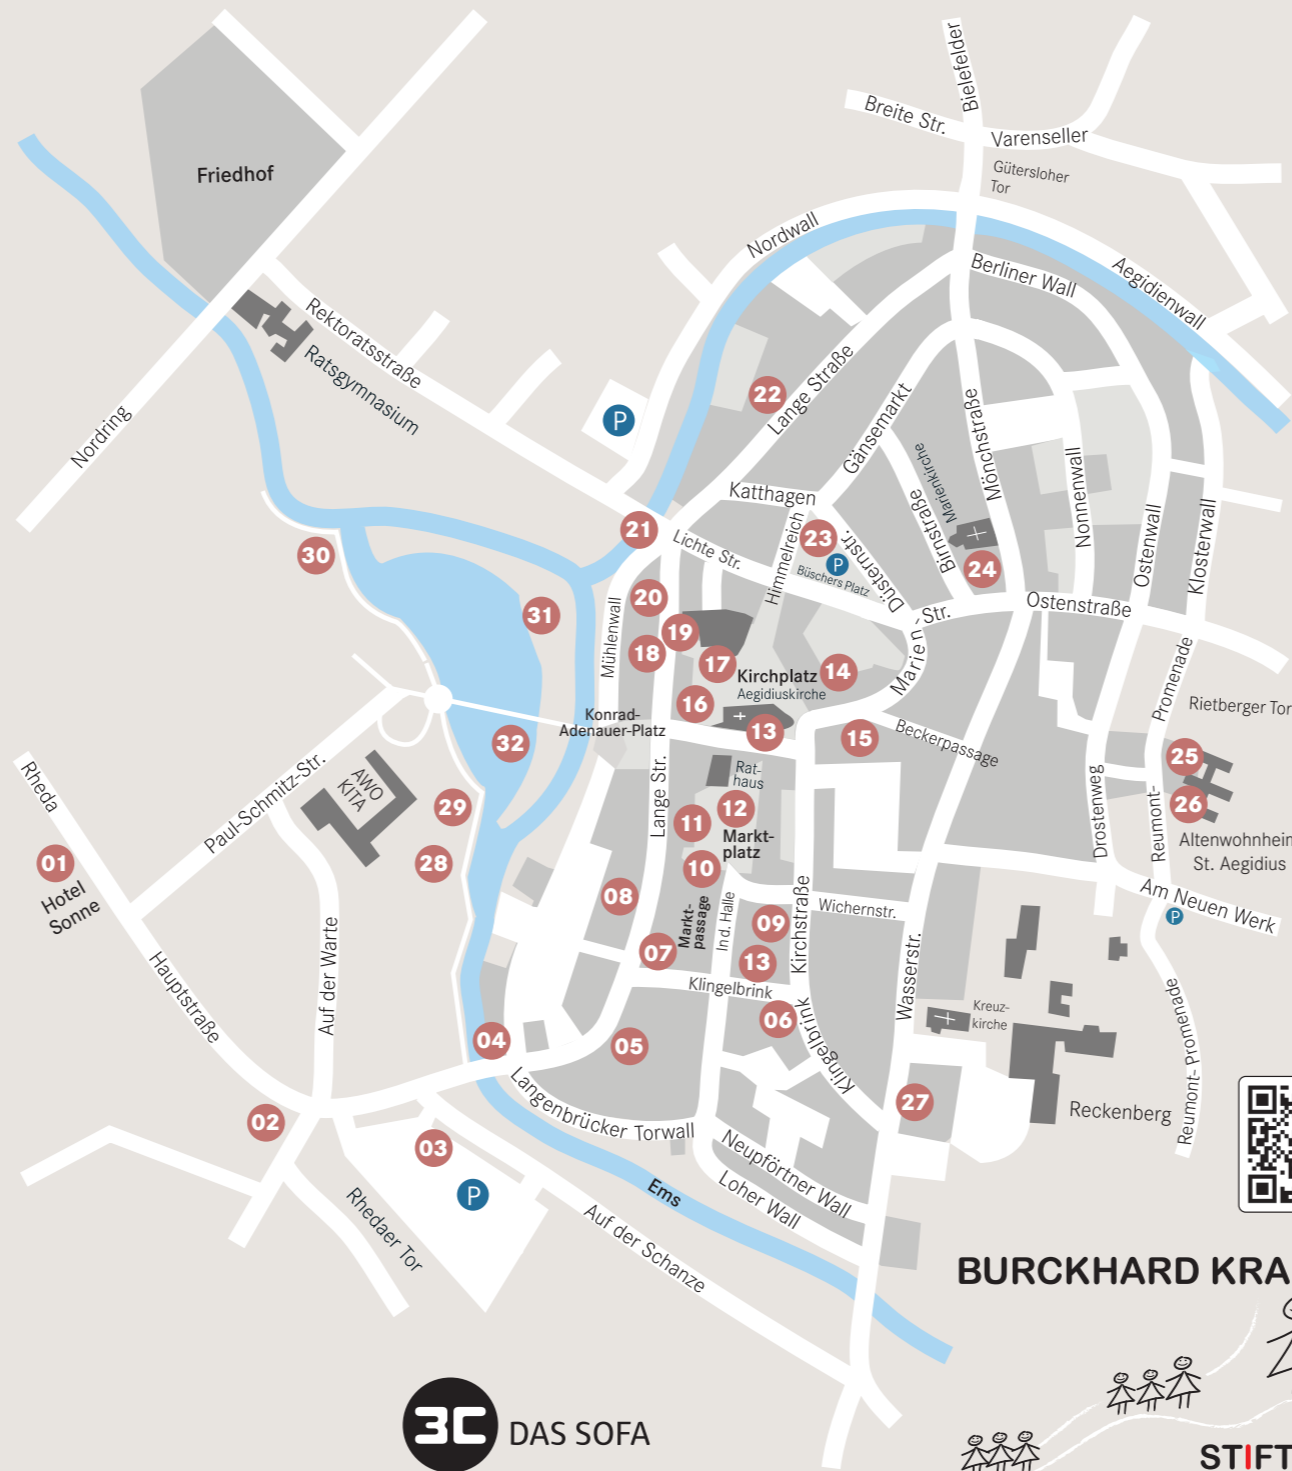 Bielefelder
Breite Str.
Varenseller
Gütersloher
Tor
Friedhof
Nordwall
Aegidienwall
Berliner Wall
Rektoratsstraße
Ratsgymnasium
Nordring
P
22
Lange Straße
Gänsemarkt
Mönchstraße
Marienkirche
Nonnenwall
Birnstraße
Ostenwall
Klosterwall
Katthagen
21
Lichte Str.
Himmelreich
23
P
Büschers Platz
Düsternstr.
24
30
31
20
Mühlenwall
19
18
17
Kirchplatz
Aegidiuskirche
14
Marien-Str.
Ostenstraße
Promenade
Rietberger Tor
16
13
Konrad-
Adenauer-Platz
32
15
Beckerpassage
25
26
Altenwohnheim
St. Aegidius
Rheda
Paul-Schmitz-Str.
AWO
KITA
29
28
01
Hotel
Sonne
Lange Str.
Rat-
haus
12
11
Markt-
platz
10
Drostenweg
Reumont-
Am Neuen Werk
P
08
Markt-
passage
In d. Halle
09
Wichernstr.
Kirchstraße
07
13
Klingelbrink
06
Klingelbrink
Wasserstr.
Kreuz-
kirche
Hauptstraße
Auf der Warte
04
05
27
Reckenberg
Reumont- Promenade
02
03
P
Langenbrücker Torwall
Neupförtner Wall
Loher Wall
Rhedaer Tor
Ems
Auf der Schanze
BURCKHARD KRA
3C DAS SOFA
STIFT